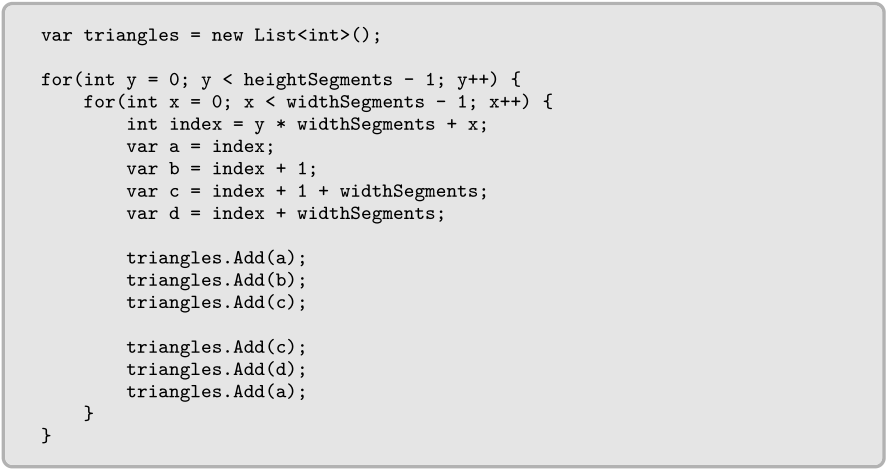 var triangles = new List<int>();

for(int y = 0; y < heightSegments - 1; y++) {
    for(int x = 0; x < widthSegments - 1; x++) {
        int index = y * widthSegments + x;
        var a = index;
        var b = index + 1;
        var c = index + 1 + widthSegments;
        var d = index + widthSegments;

        triangles.Add(a);
        triangles.Add(b);
        triangles.Add(c);

        triangles.Add(c);
        triangles.Add(d);
        triangles.Add(a);
    }
}